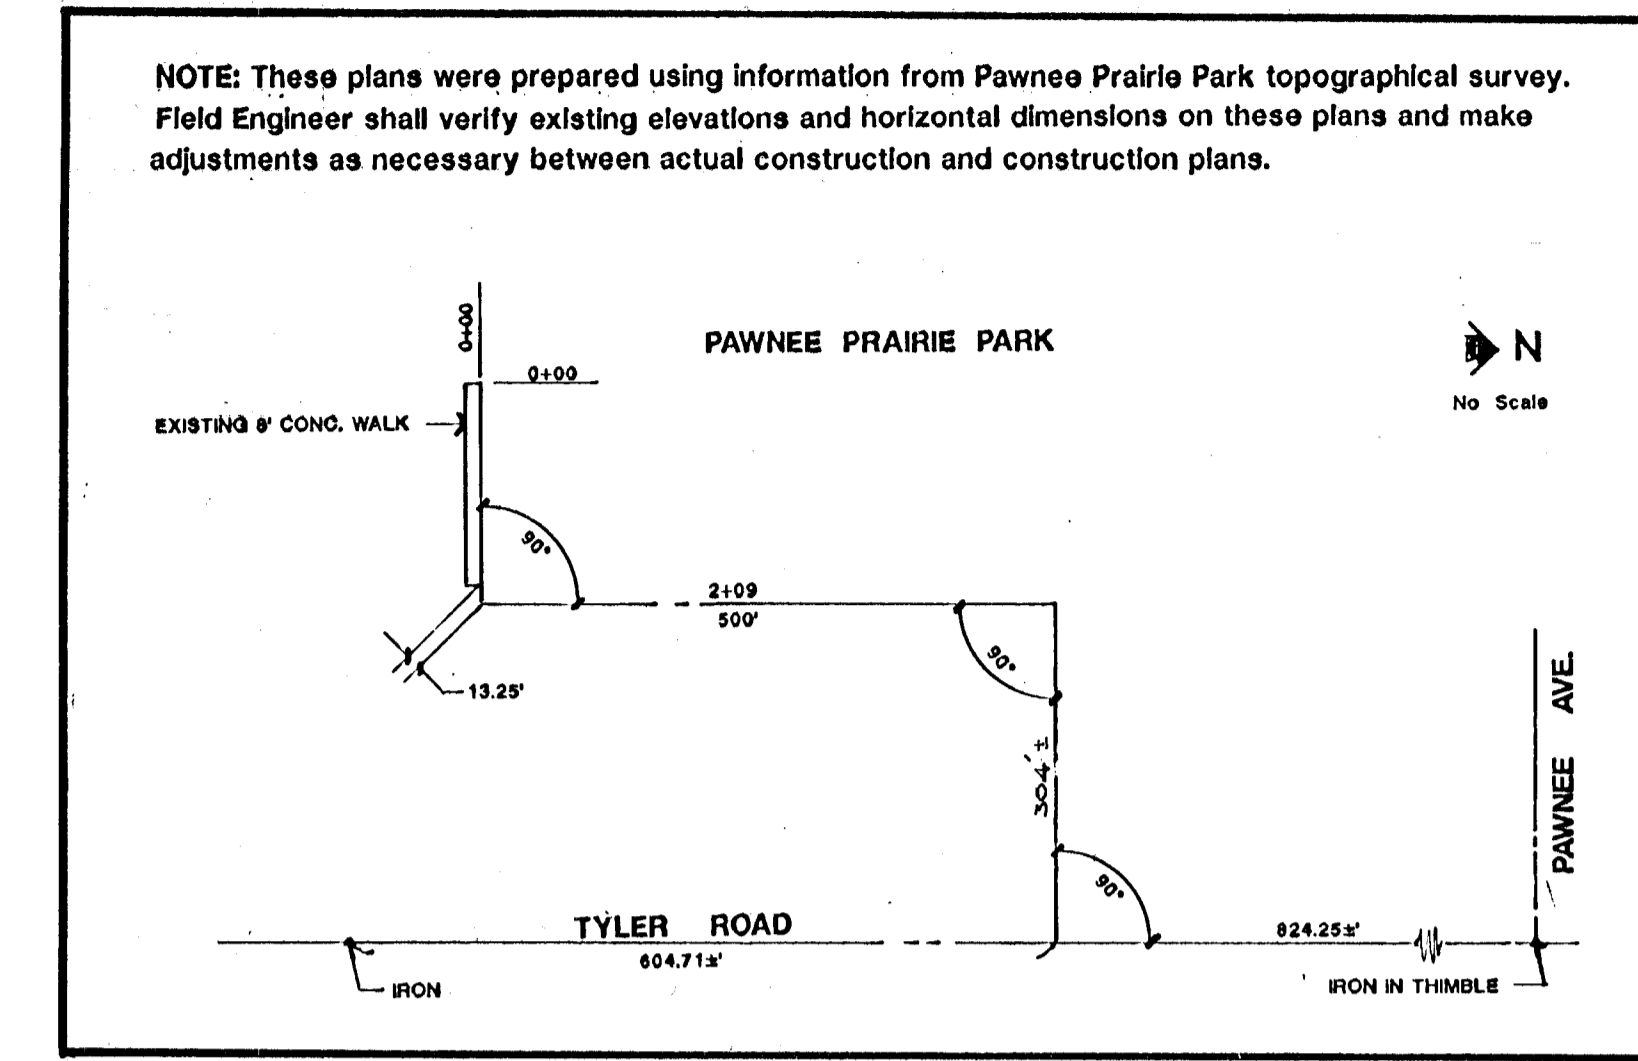 NOTE: These plans were prepared using information from Pawnee Prairie Park topographical survey.
Field Engineer shall verify existing elevations and horizontal dimensions on these plans and make
adjustments as necessary between actual construction and construction plans.
0+00
PAWNEE PRAIRIE PARK
N
0+00
No Scale
EXISTING 8' CONC. WALK
90°
2+09
500'
90°
13.25'
PAWNEE AVE.
304'±
90°
TYLER ROAD
824.25±'
604.71±'
IRON
IRON IN THIMBLE